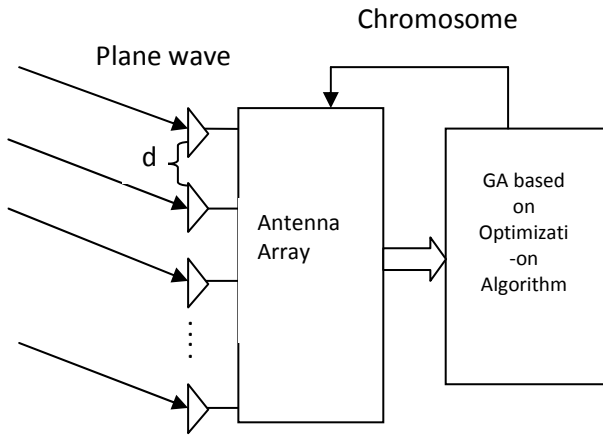 Chromosome
Plane wave
d
Antenna
Array
GA based
on
Optimizati
-on
Algorithm